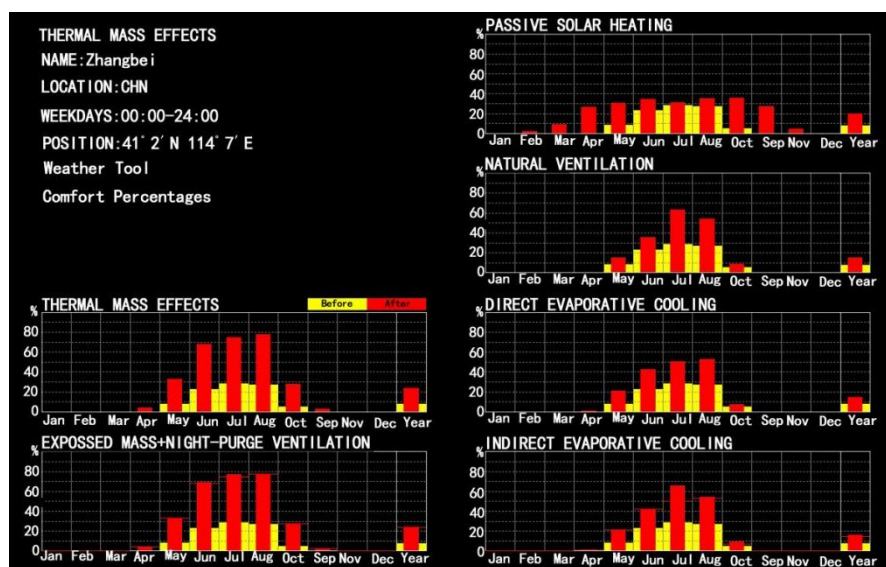 THERMAL MASS EFFECTS
NAME:Zhangbei
LOCATION:CHN
WEEKDAYS:00:00-24:00
POSITION:41° 2′ N 114° 7′ E
Weather Tool
Comfort Percentages
THERMAL MASS EFFECTS
Before After
%
80
60
40
20
0
Jan Feb Mar Apr May Jun Jul Aug Oct Sep Nov Dec Year
EXPOSSED MASS+NIGHT-PURGE VENTILATION
%
80
60
40
20
0
Jan Feb Mar Apr May Jun Jul Aug Oct Sep Nov Dec Year
PASSIVE SOLAR HEATING
%
80
60
40
20
0
Jan Feb Mar Apr May Jun Jul Aug Oct Sep Nov Dec Year
NATURAL VENTILATION
%
80
60
40
20
0
Jan Feb Mar Apr May Jun Jul Aug Oct Sep Nov Dec Year
DIRECT EVAPORATIVE COOLING
%
80
60
40
20
0
Jan Feb Mar Apr May Jun Jul Aug Oct Sep Nov Dec Year
INDIRECT EVAPORATIVE COOLING
%
80
60
40
20
0
Jan Feb Mar Apr May Jun Jul Aug Oct Sep Nov Dec Year